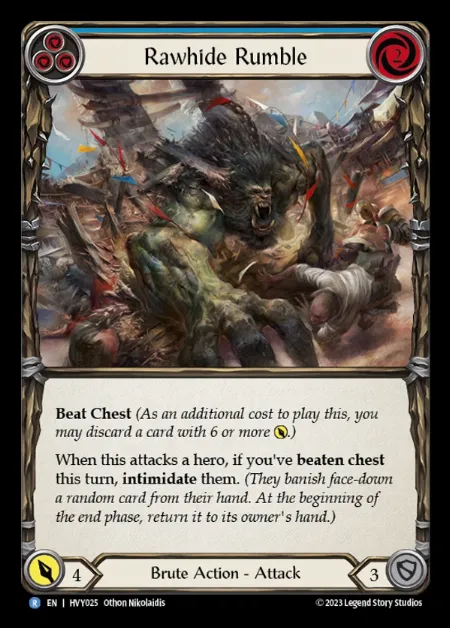 Rawhide Rumble
2
Beat Chest (As an additional cost to play this, you
may discard a card with 6 or more .)
When this attacks a hero, if you've beaten chest
this turn, intimidate them. (They banish face-down
a random card from their hand. At the beginning of
the end phase, return it to its owner's hand.)
4
Brute Action - Attack
3
R EN | HVY025 Othon Nikolaidis
© 2023 Legend Story Studios